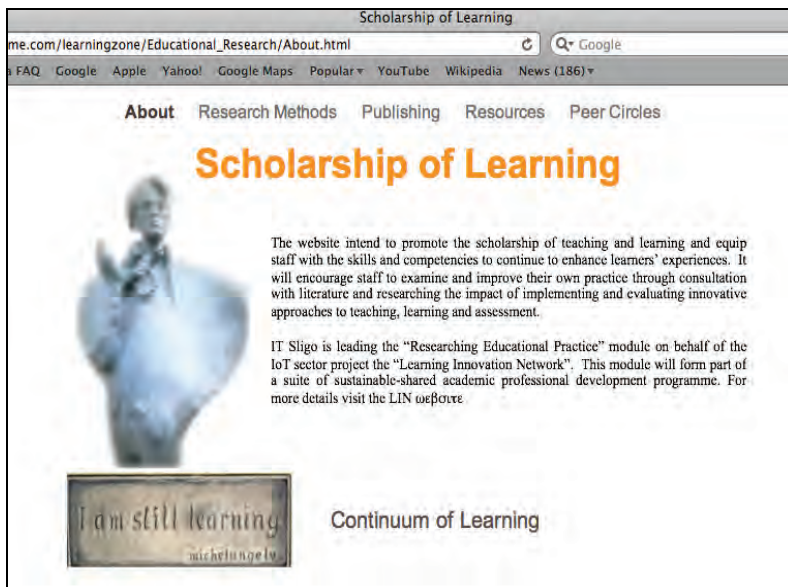 Scholarship of Learning
me.com/learningzone/Educational_Research/About.html
Google
a FAQ Google Apple Yahoo! Google Maps Popular YouTube Wikipedia News (186)
About Research Methods Publishing Resources Peer Circles
Scholarship of Learning
The website intend to promote the scholarship of teaching and learning and equip
staff with the skills and competencies to continue to enhance learners' experiences. It
will encourage staff to examine and improve their own practice through consultation
with literature and researching the impact of implementing and evaluating innovative
approaches to teaching, learning and assessment.
IT Sligo is leading the “Researching Educational Practice” module on behalf of the
IoT sector project the “Learning Innovation Network”. This module will form part of
a suite of sustainable-shared academic professional development programme. For
more details visit the LIN ωεβσιτε
I am still learning
michelangelo
Continuum of Learning